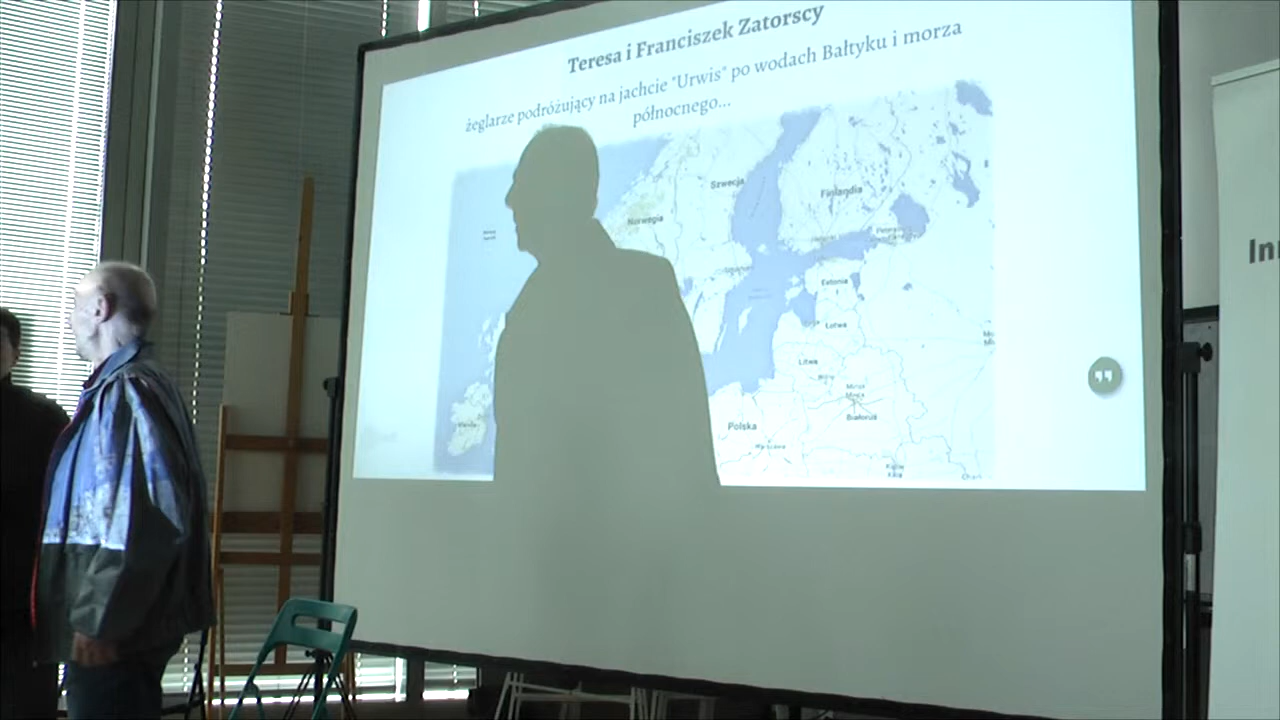 Teresa i Franciszek Zatorscy
żeglarze podróżujący na jachcie "Urwis" po wodach Bałtyku i morza
północnego...
Szwecja
Finlandia
Norwegia
Estonia
Łotwa
Litwa
Białoruś
Polska
In